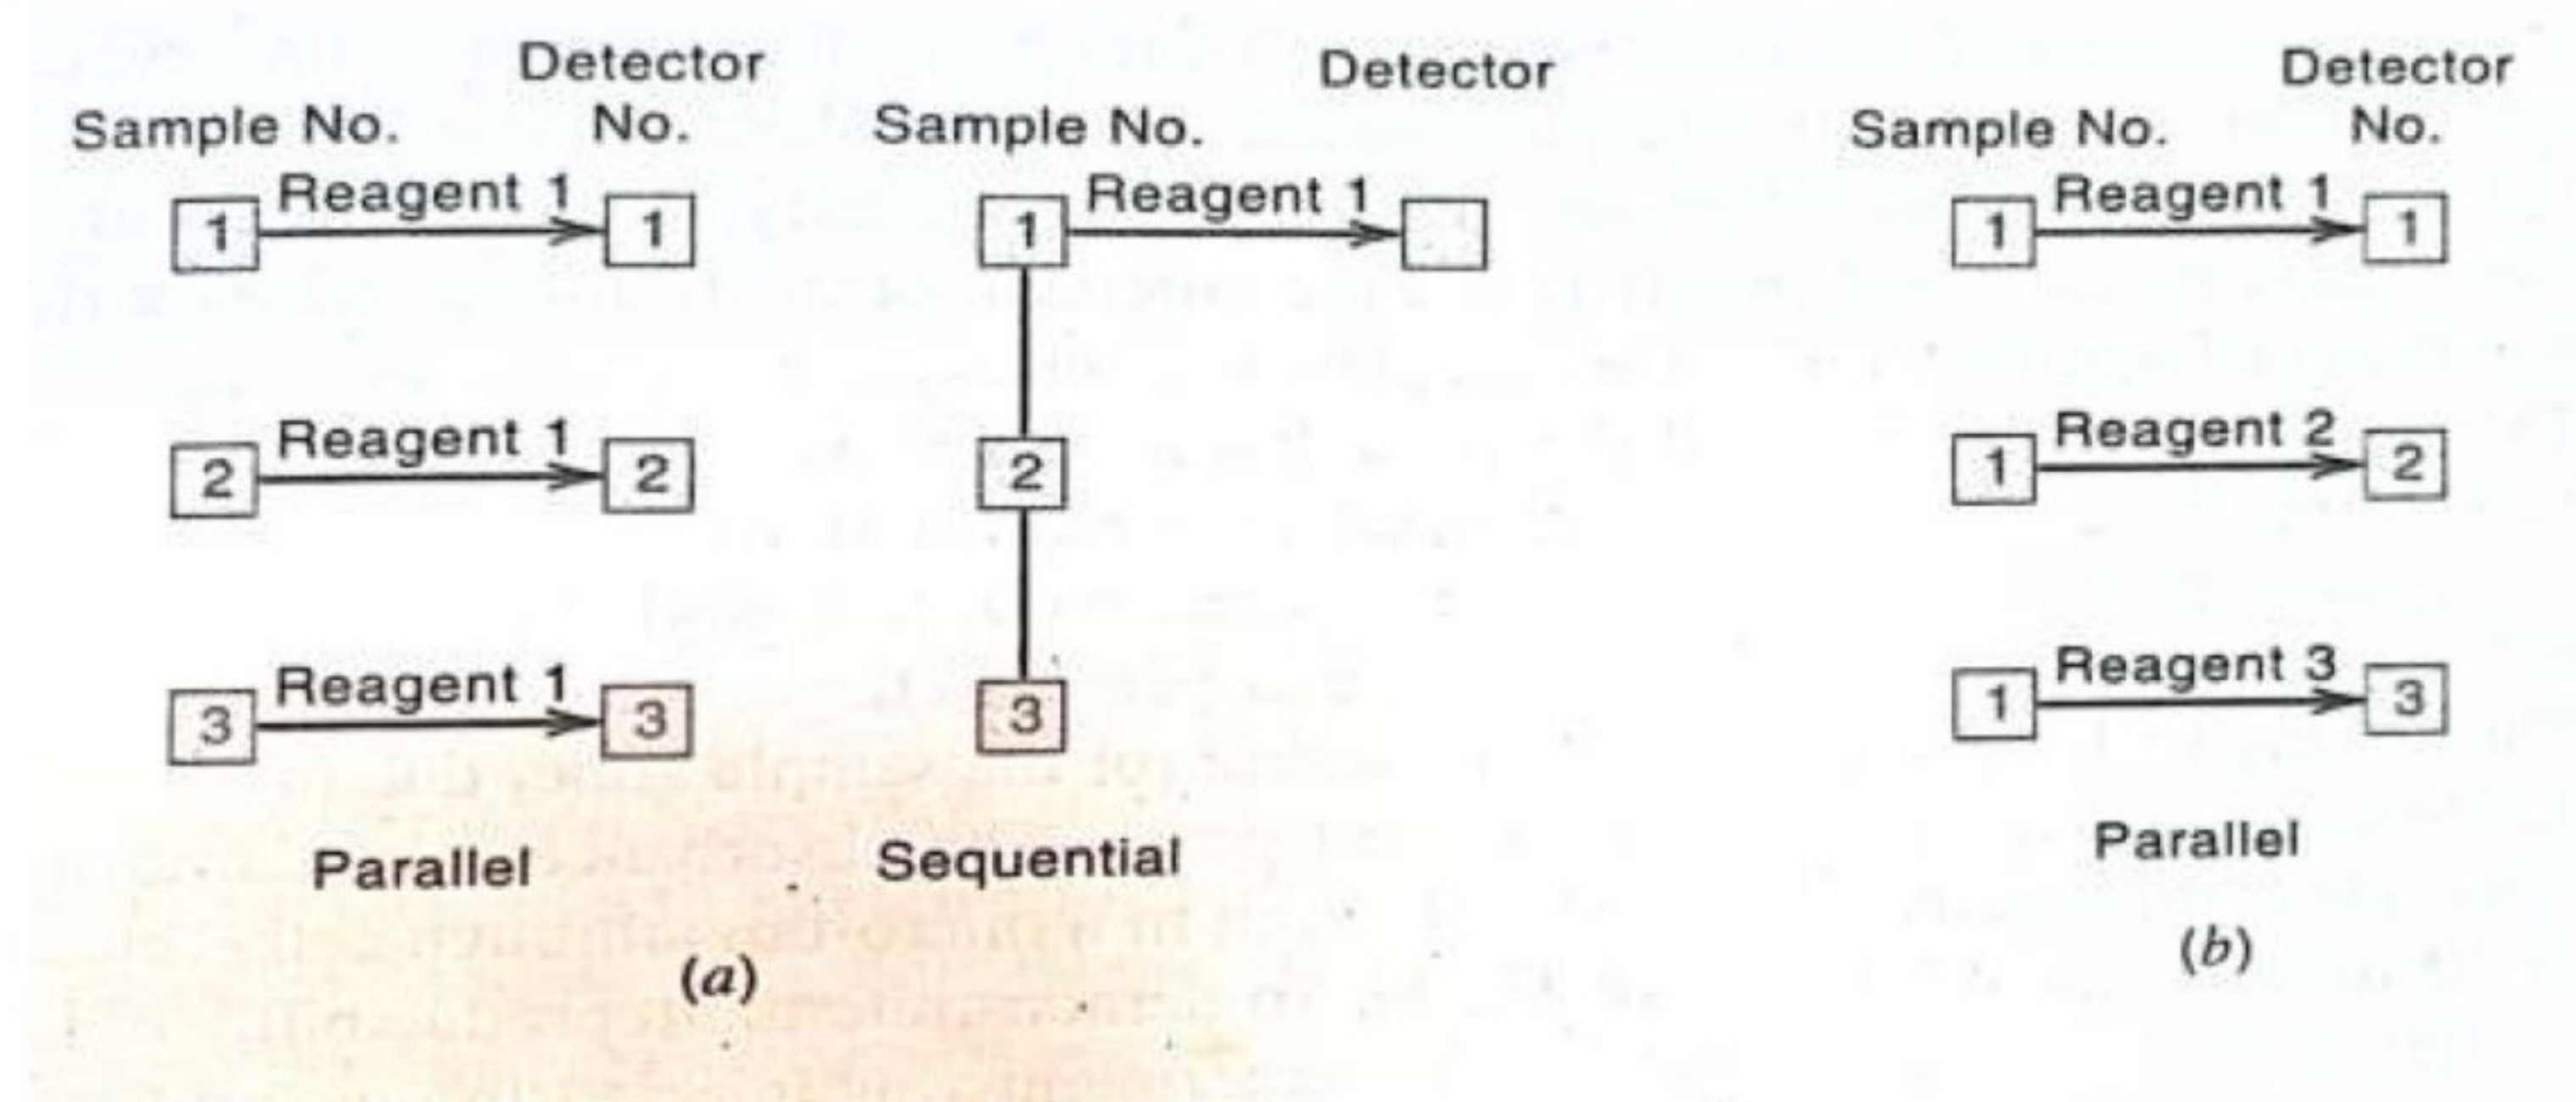 Detector
Sample No.
No.
1 Reagent 1 1
2 Reagent 1 2
3 Reagent 1 3
Parallel
Detector
Sample No.
1 Reagent 1
2
3
Sequential
(a)
Detector
Sample No.
No.
1 Reagent 1 1
1 Reagent 2 2
1 Reagent 3 3
Parallel
(b)